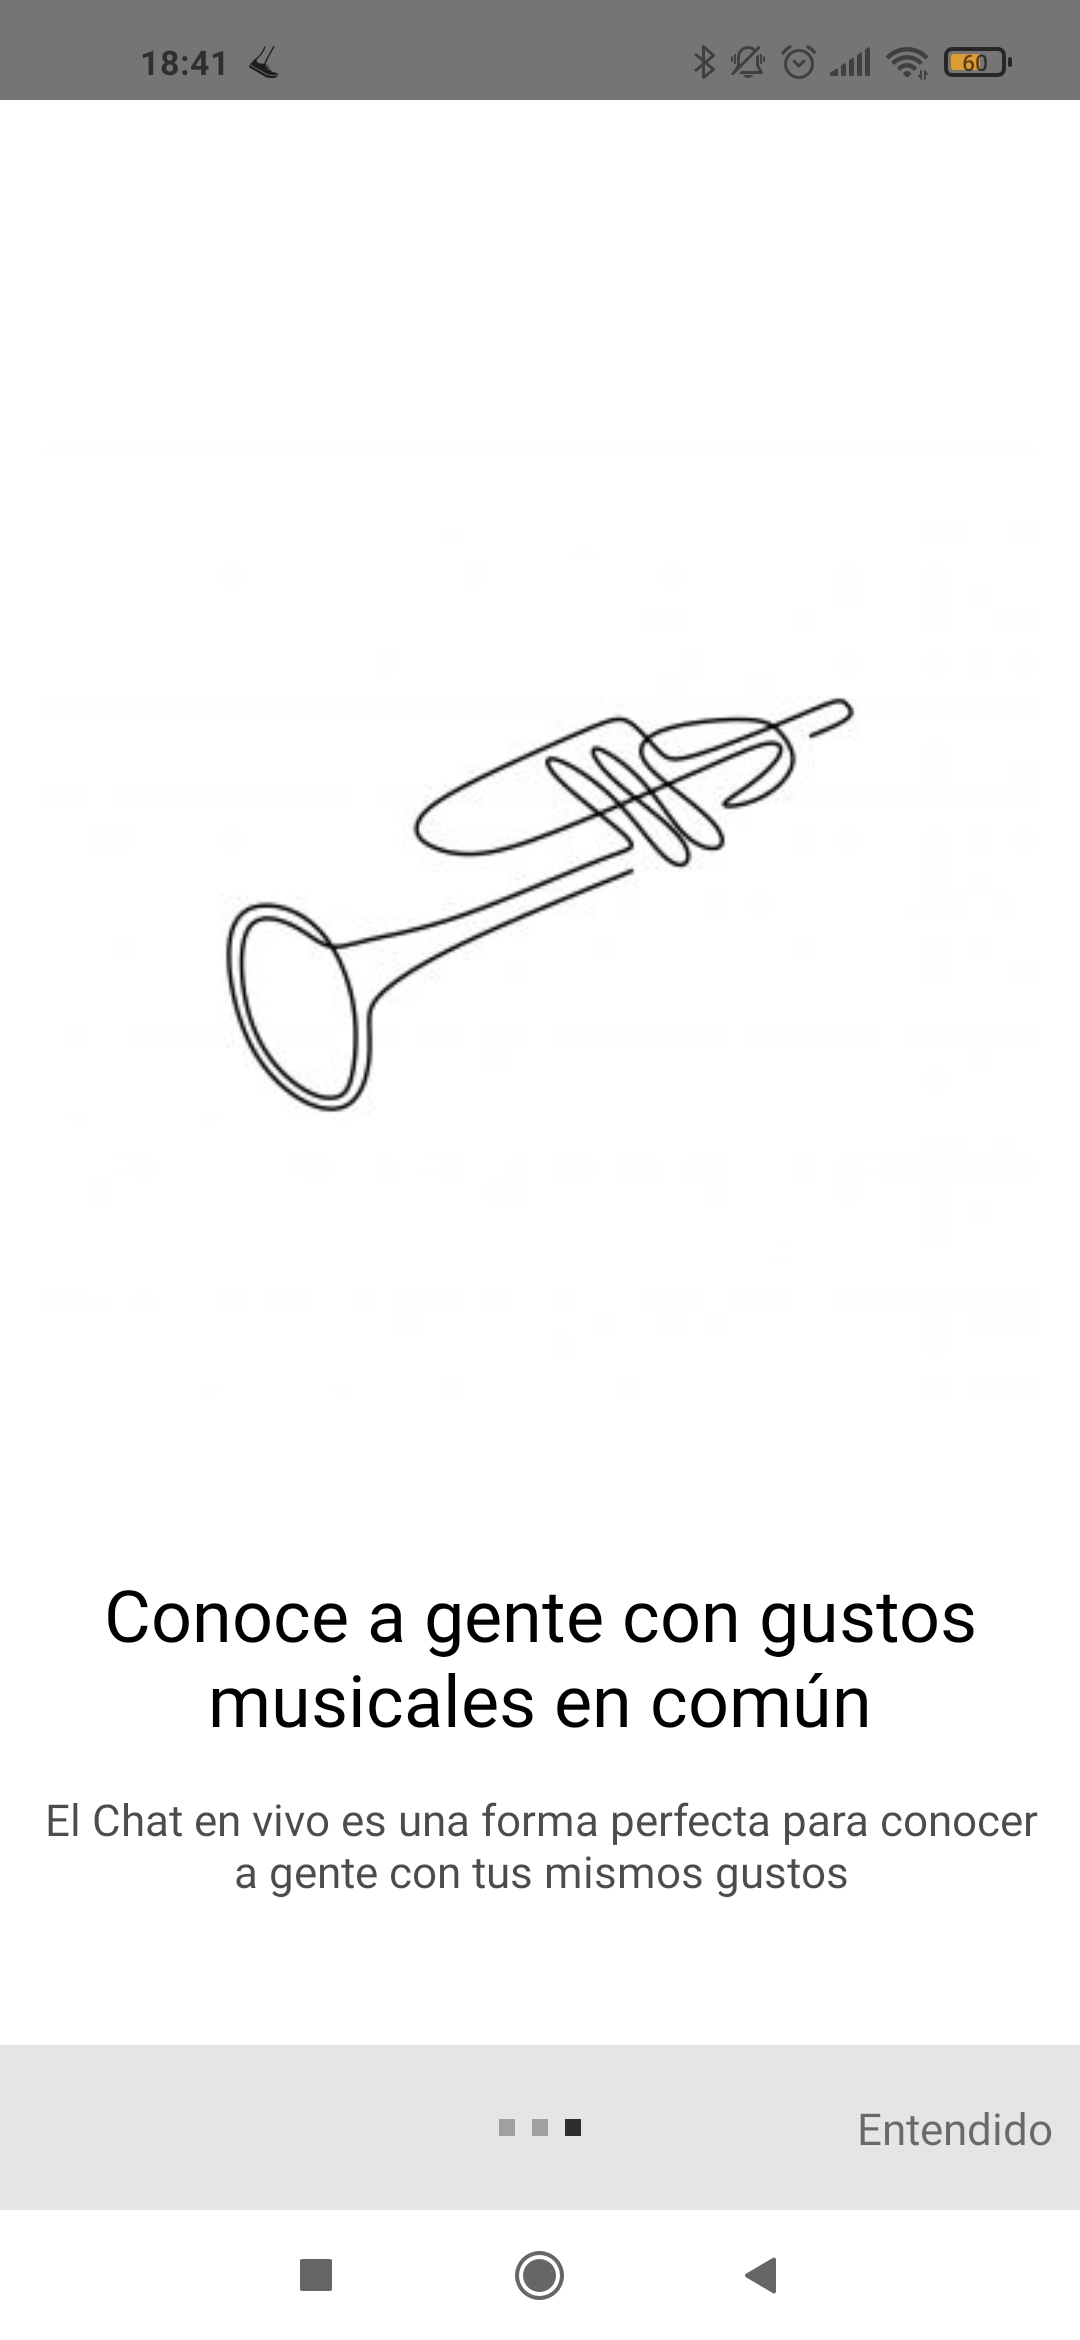 18:41
60
Conoce a gente con gustos
musicales en común
El Chat en vivo es una forma perfecta para conocer
a gente con tus mismos gustos
Entendido